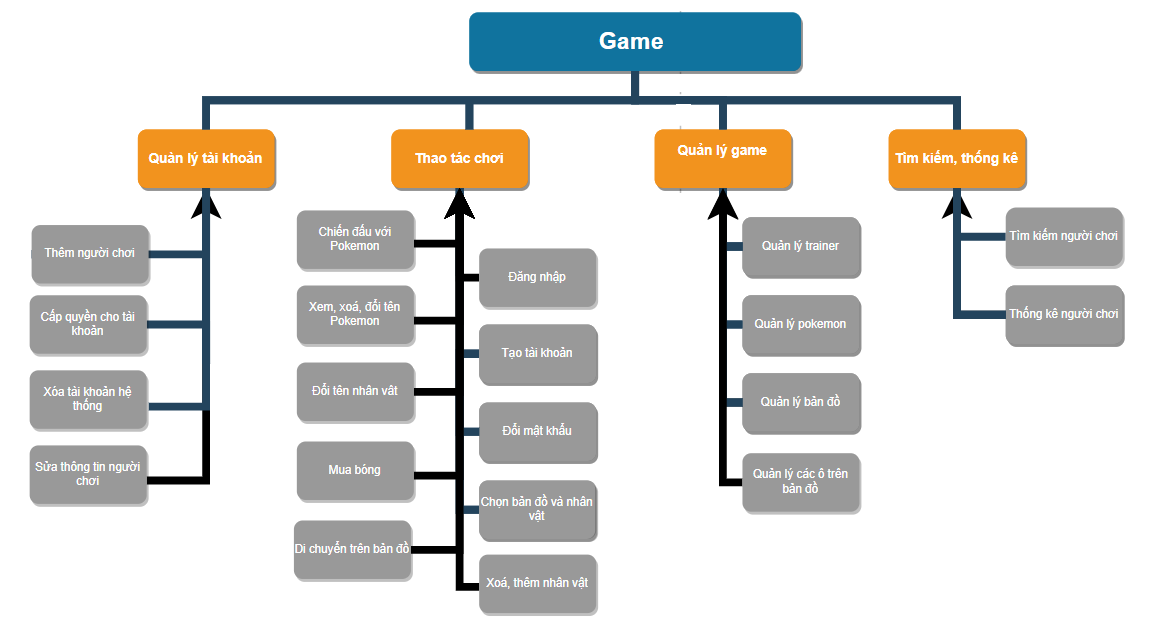 Game
Quản lý tài khoản
Thao tác chơi
Quản lý game
Tìm kiếm, thống kê
Thêm người chơi
Cấp quyền cho tài
khoản
Xóa tài khoản hệ
thống
Sửa thông tin người
chơi
Chiến đấu với
Pokemon
Xem, xoá, đổi tên
Pokemon
Đổi tên nhân vât
Mua bóng
Di chuyển trên bản đồ
Đăng nhập
Tạo tài khoản
Đổi mật khẩu
Chọn bản đồ và nhân
vật
Xoá, thêm nhân vật
Quản lý trainer
Quản lý pokemon
Quản lý bản đồ
Quản lý các ô trên
bản đồ
Tìm kiếm người chơi
Thống kê người chơi